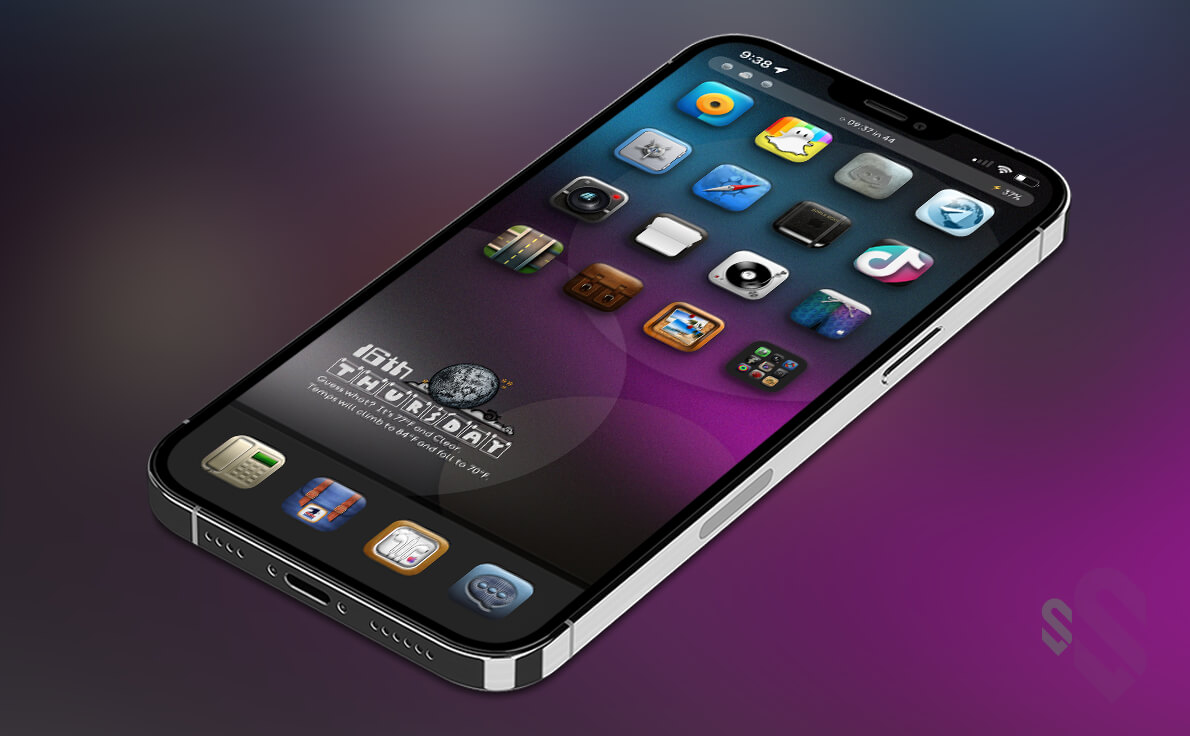 9:38
09:37 in 44
37%
16th
THURSDAY
Guess what? It's 77°F and Clear.
Temps will climb to 84°F and fall to 70°F.